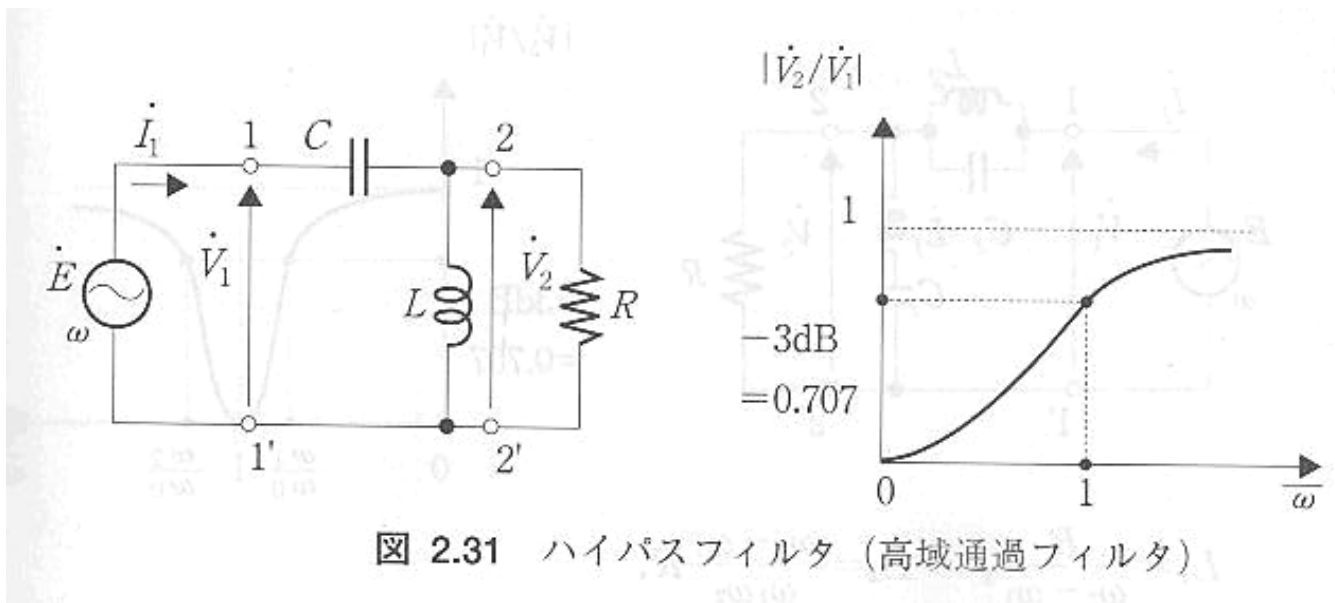 İ₁
1
C
2
Ė
ω
V̇₁
L
V̇₂
R
1'
2'
|V̇₂/V̇₁|
1
−3dB
=0.707
0
1
ω̅
図 2.31 ハイパスフィルタ (高域通過フィルタ)